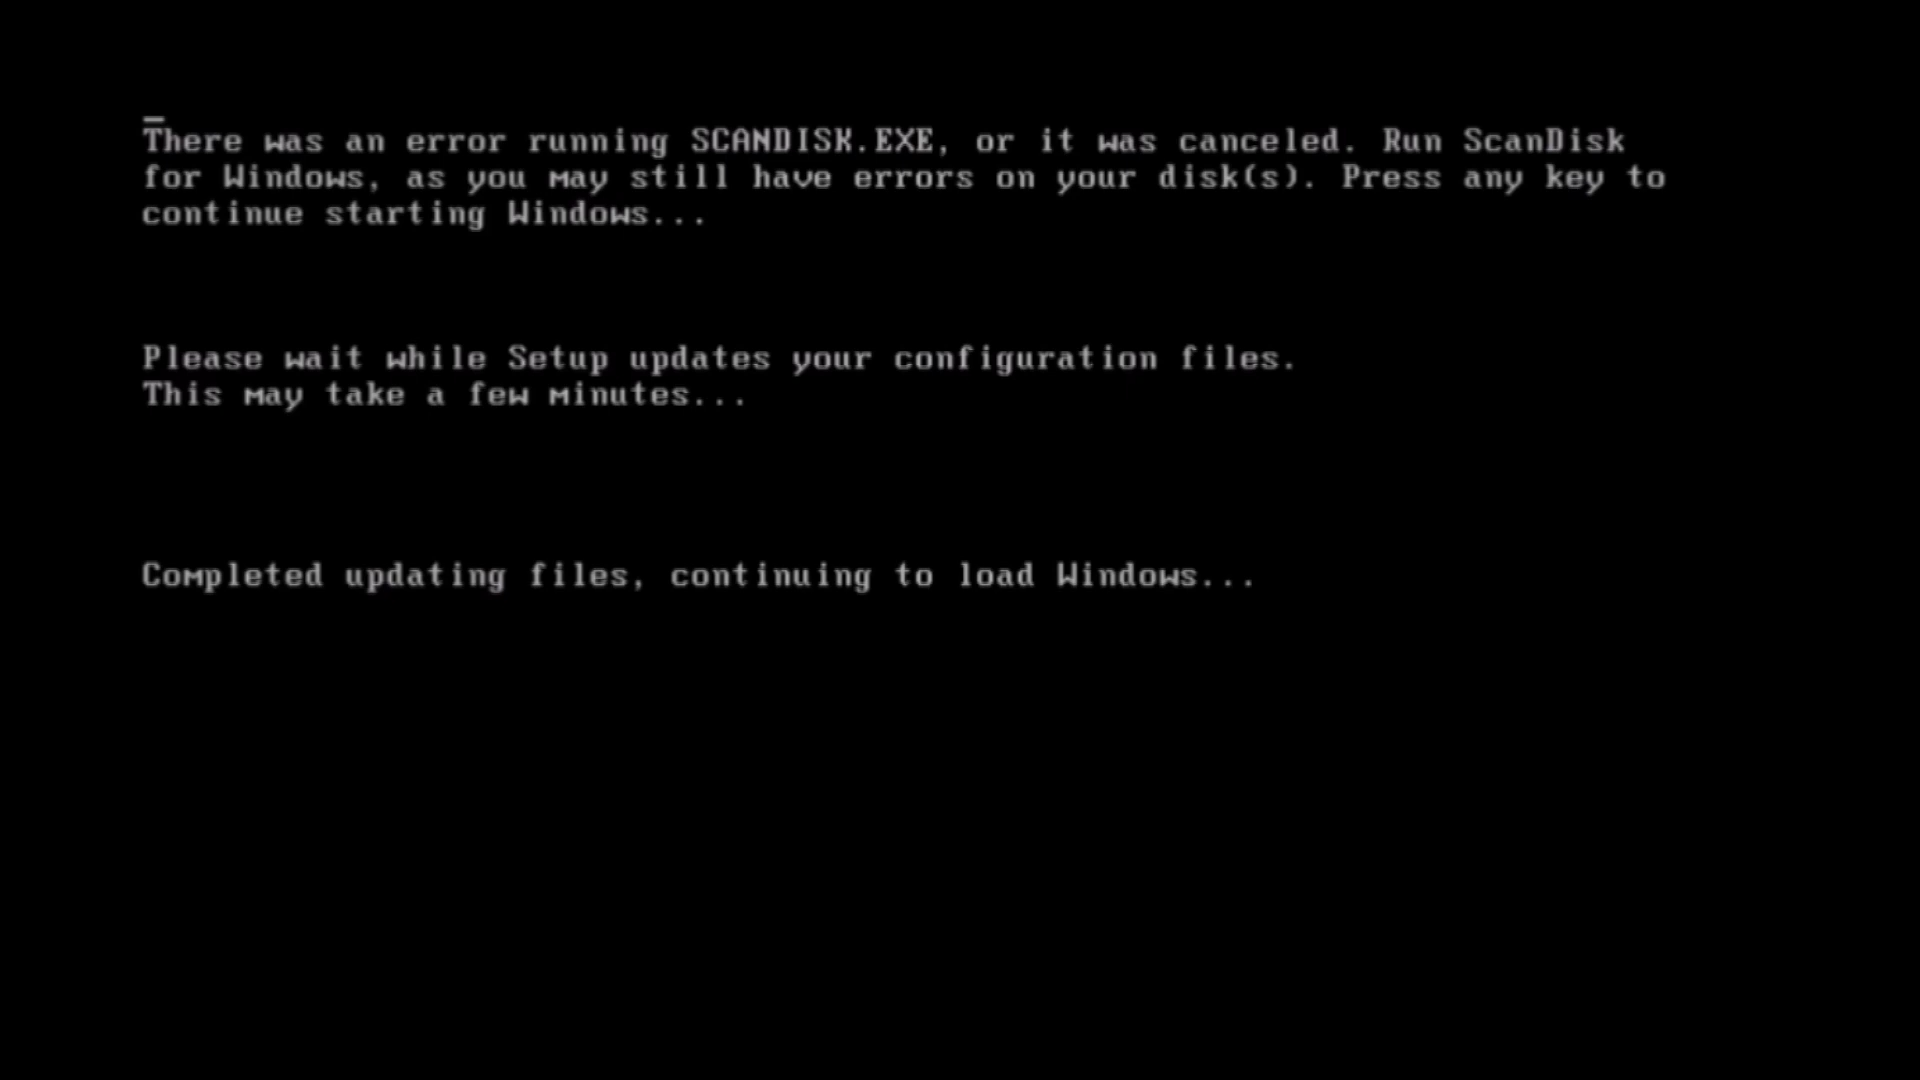 There was an error running SCANDISK.EXE, or it was canceled. Run ScanDisk
for Windows, as you may still have errors on your disk(s). Press any key to
continue starting Windows...
Please wait while Setup updates your configuration files.
This may take a few minutes...
Completed updating files, continuing to load Windows...